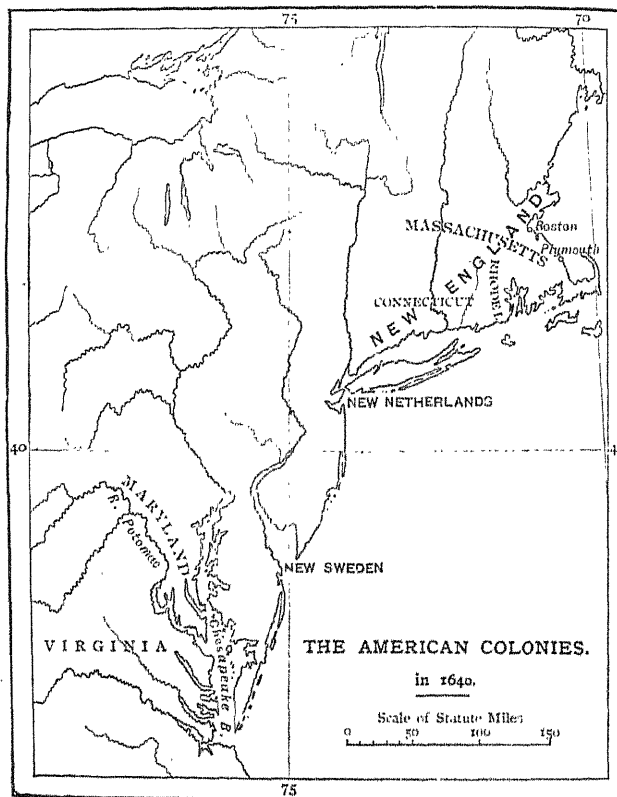 75
70
NEW ENGLAND
MASSACHUSETTS
Boston
Plymouth
RHODE I.
CONNECTICUT
NEW NETHERLANDS
40
4
MARYLAND
R. Potomac
NEW SWEDEN
VIRGINIA
Chesapeake B.
THE AMERICAN COLONIES.
in 1640.
Scale of Statute Miles
0 50 100 150
75